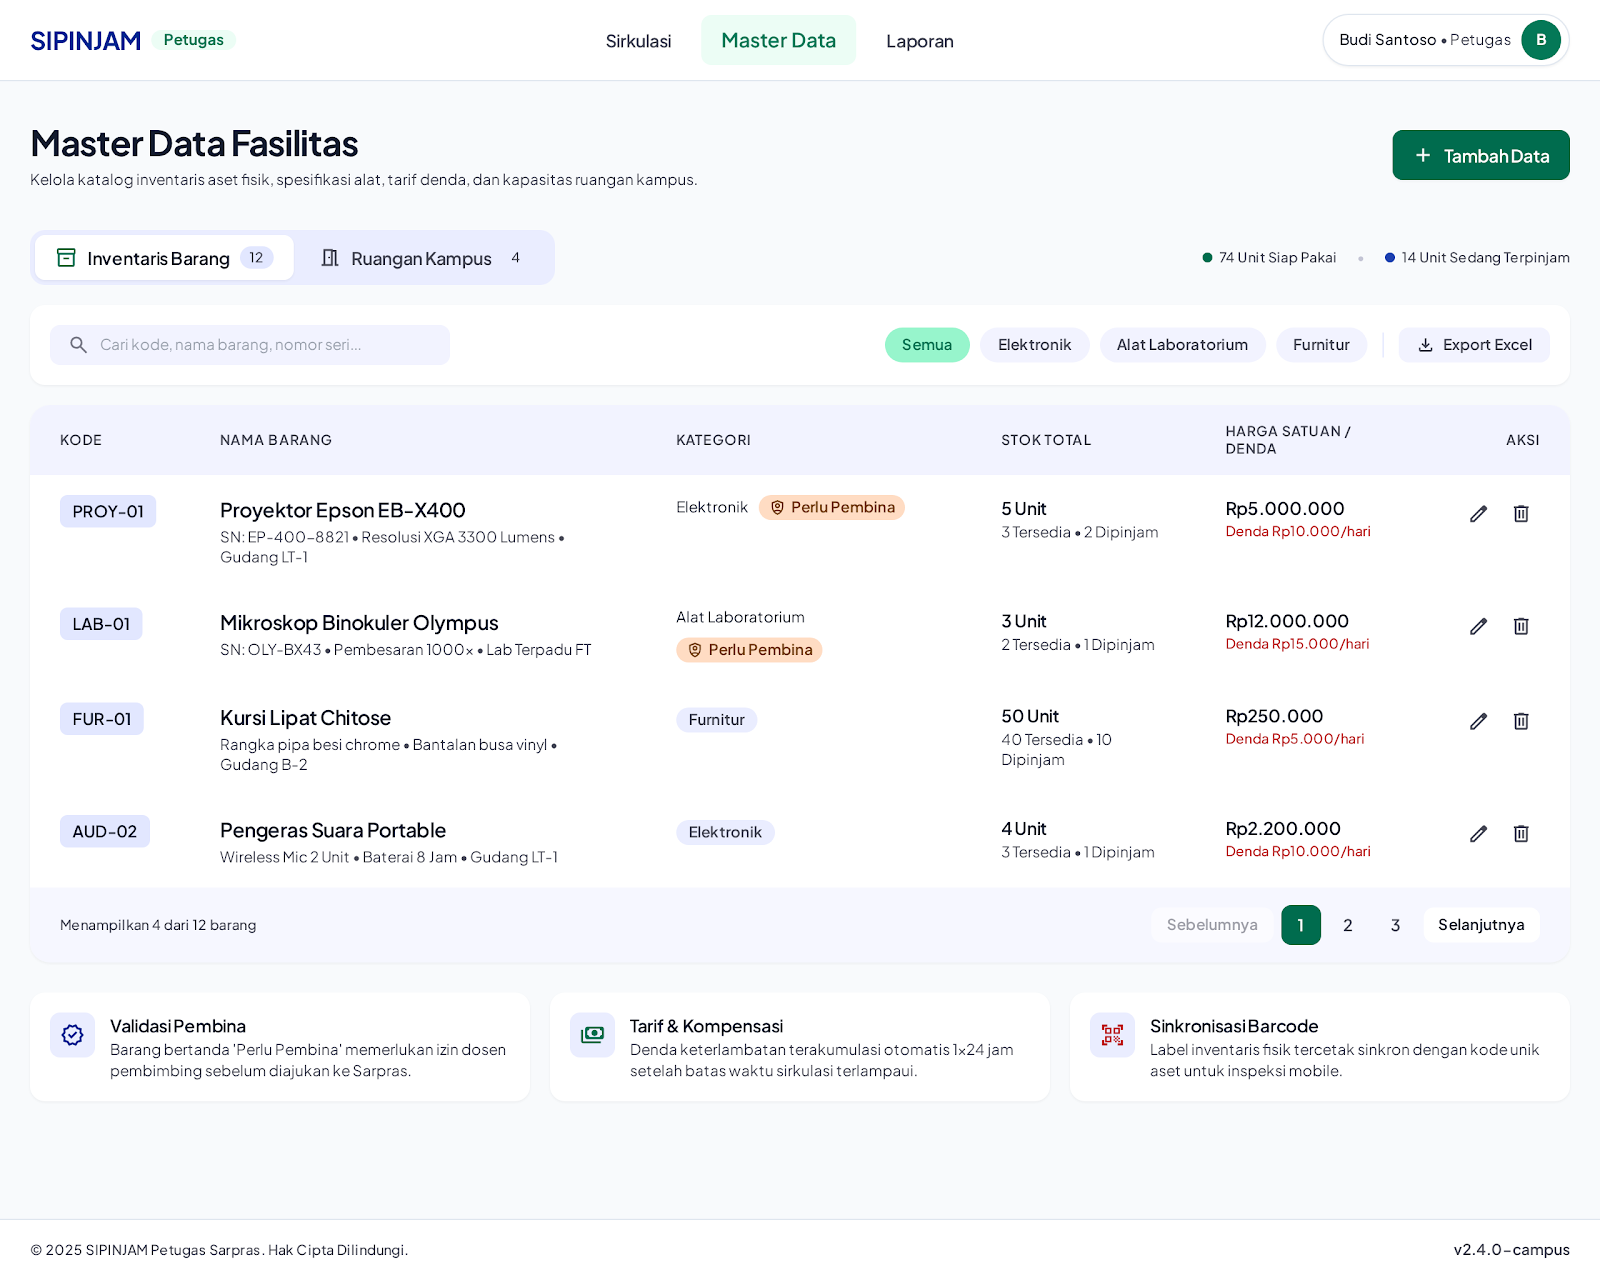 SIPINJAM
Petugas
Sirkulasi
Master Data
Laporan
Budi Santoso • Petugas
B
Master Data Fasilitas
Kelola katalog inventaris aset fisik, spesifikasi alat, tarif denda, dan kapasitas ruangan kampus.
+ Tambah Data
Inventaris Barang 12
Ruangan Kampus 4
74 Unit Siap Pakai • 14 Unit Sedang Terpinjam
Cari kode, nama barang, nomor seri...
Semua
Elektronik
Alat Laboratorium
Furnitur
Export Excel
KODE
NAMA BARANG
KATEGORI
STOK TOTAL
HARGA SATUAN /
DENDA
AKSI
PROY-01
Proyektor Epson EB-X400
SN: EP-400-8821 • Resolusi XGA 3300 Lumens •
Gudang LT-1
Elektronik
Perlu Pembina
5 Unit
3 Tersedia • 2 Dipinjam
Rp5.000.000
Denda Rp10.000/hari
LAB-01
Mikroskop Binokuler Olympus
SN: OLY-BX43 • Pembesaran 1000x • Lab Terpadu FT
Alat Laboratorium
Perlu Pembina
3 Unit
2 Tersedia • 1 Dipinjam
Rp12.000.000
Denda Rp15.000/hari
FUR-01
Kursi Lipat Chitose
Rangka pipa besi chrome • Bantalan busa vinyl •
Gudang B-2
Furnitur
50 Unit
40 Tersedia • 10
Dipinjam
Rp250.000
Denda Rp5.000/hari
AUD-02
Pengeras Suara Portable
Wireless Mic 2 Unit • Baterai 8 Jam • Gudang LT-1
Elektronik
4 Unit
3 Tersedia • 1 Dipinjam
Rp2.200.000
Denda Rp10.000/hari
Menampilkan 4 dari 12 barang
Sebelumnya
1
2
3
Selanjutnya
Validasi Pembina
Barang bertanda 'Perlu Pembina' memerlukan izin dosen
pembimbing sebelum diajukan ke Sarpras.
Tarif & Kompensasi
Denda keterlambatan terakumulasi otomatis 1x24 jam
setelah batas waktu sirkulasi terlampaui.
Sinkronisasi Barcode
Label inventaris fisik tercetak sinkron dengan kode unik
aset untuk inspeksi mobile.
© 2025 SIPINJAM Petugas Sarpras. Hak Cipta Dilindungi.
v2.4.0-campus